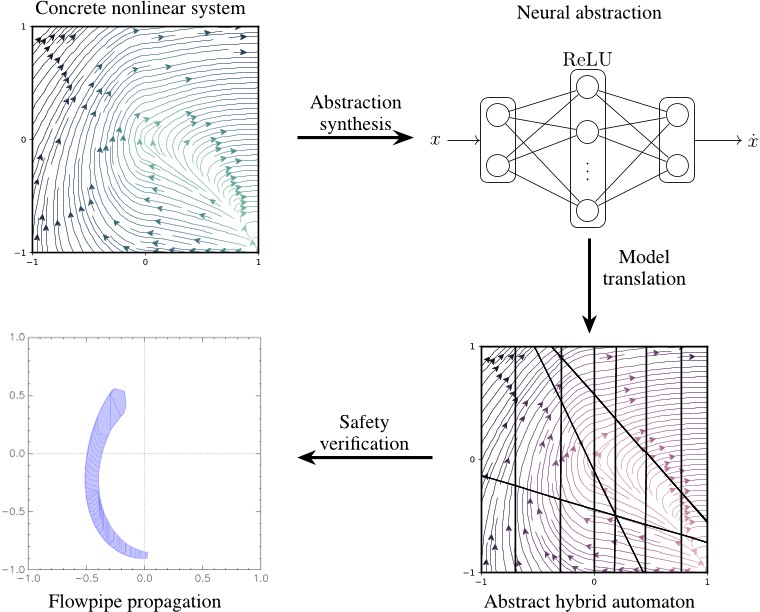 Concrete nonlinear system
Neural abstraction
1
0
−1
−1
0
1
Abstraction
synthesis
x
ReLU
⋮
ẋ
Model
translation
1.0
0.5
0.0
−0.5
−1.0
−1.0
−0.5
0.0
0.5
1.0
Flowpipe propagation
Safety
verification
1
0
−1
−1
0
1
Abstract hybrid automaton